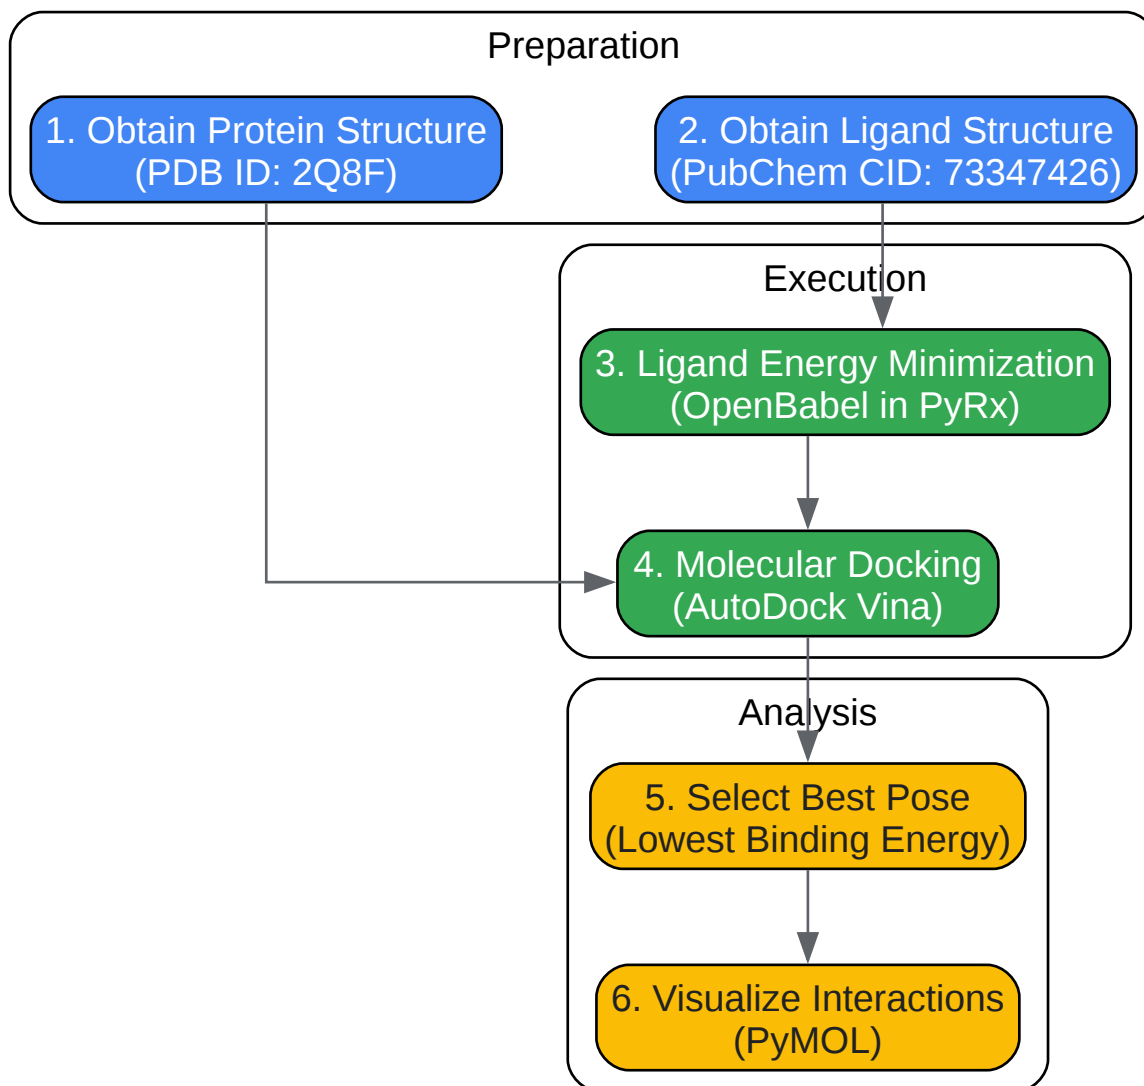 Preparation
1. Obtain Protein Structure
(PDB ID: 2Q8F)
2. Obtain Ligand Structure
(PubChem CID: 73347426)
Execution
3. Ligand Energy Minimization
(OpenBabel in PyRx)
4. Molecular Docking
(AutoDock Vina)
Analysis
5. Select Best Pose
(Lowest Binding Energy)
6. Visualize Interactions
(PyMOL)